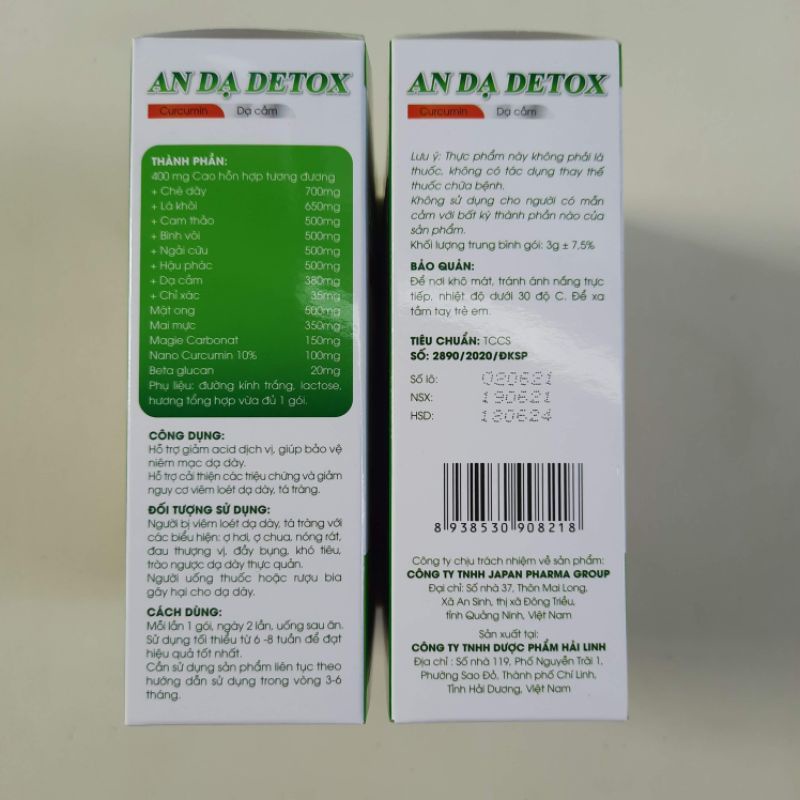 AN DẠ DETOX
Curcumin Dạ cẩm
THÀNH PHẦN:
400 mg Cao hỗn hợp tương đương
+ Chè dây 700mg
+ Lá khôi 650mg
+ Cam thảo 500mg
+ Bình vôi 500mg
+ Ngải cứu 500mg
+ Hậu phác 500mg
+ Dạ cẩm 380mg
+ Chỉ xác 35mg
Mật ong 500mg
Mai mực 350mg
Magie Carbonat 150mg
Nano Curcumin 10% 100mg
Beta glucan 20mg
Phụ liệu: đường kính trắng, lactose,
hương tổng hợp vừa đủ 1 gói.
CÔNG DỤNG:
Hỗ trợ giảm acid dịch vị, giúp bảo vệ
niêm mạc dạ dày.
Hỗ trợ cải thiện các triệu chứng và giảm
nguy cơ viêm loét dạ dày, tá tràng.
ĐỐI TƯỢNG SỬ DỤNG:
Người bị viêm loét dạ dày, tá tràng với
các biểu hiện: ợ hơi, ợ chua, nóng rát,
đau thượng vị, đầy bụng, khó tiêu,
trào ngược dạ dày thực quản.
Người uống thuốc hoặc rượu bia
gây hại cho dạ dày.
CÁCH DÙNG:
Mỗi lần 1 gói, ngày 2 lần, uống sau ăn.
Sử dụng tối thiểu từ 6 -8 tuần để đạt
hiệu quả tốt nhất.
Cần sử dụng sản phẩm liên tục theo
hướng dẫn sử dụng trong vòng 3-6
tháng.
AN DẠ DETOX
Curcumin Dạ cẩm
Lưu ý: Thực phẩm này không phải là
thuốc, không có tác dụng thay thế
thuốc chữa bệnh.
Không sử dụng cho người có mẫn
cảm với bất kỳ thành phần nào của
sản phẩm.
Khối lượng trung bình gói: 3g ± 7,5%
BẢO QUẢN:
Để nơi khô mát, tránh ánh nắng trực
tiếp, nhiệt độ dưới 30 độ C. Để xa
tầm tay trẻ em.
TIÊU CHUẨN: TCCS
SỐ: 2890/2020/ĐKSP
Số lô: 020621
NSX: 190621
HSD: 180624
8 938530 908218
Công ty chịu trách nhiệm về sản phẩm:
CÔNG TY TNHH JAPAN PHARMA GROUP
Địa chỉ: Số nhà 37, Thôn Mai Long,
Xã An Sinh, thị xã Đông Triều,
tỉnh Quảng Ninh, Việt Nam
Sản xuất tại:
CÔNG TY TNHH DƯỢC PHẨM HẢI LINH
Địa chỉ : Số nhà 119, Phố Nguyễn Trãi 1,
Phường Sao Đỏ, Thành phố Chí Linh,
Tỉnh Hải Dương, Việt Nam